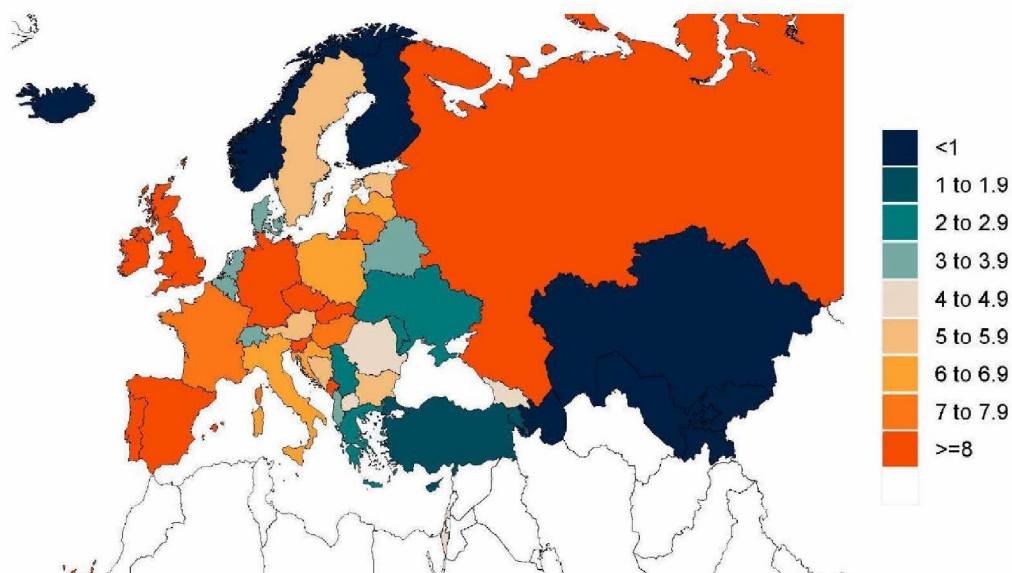 <1
1 to 1.9
2 to 2.9
3 to 3.9
4 to 4.9
5 to 5.9
6 to 6.9
7 to 7.9
>=8